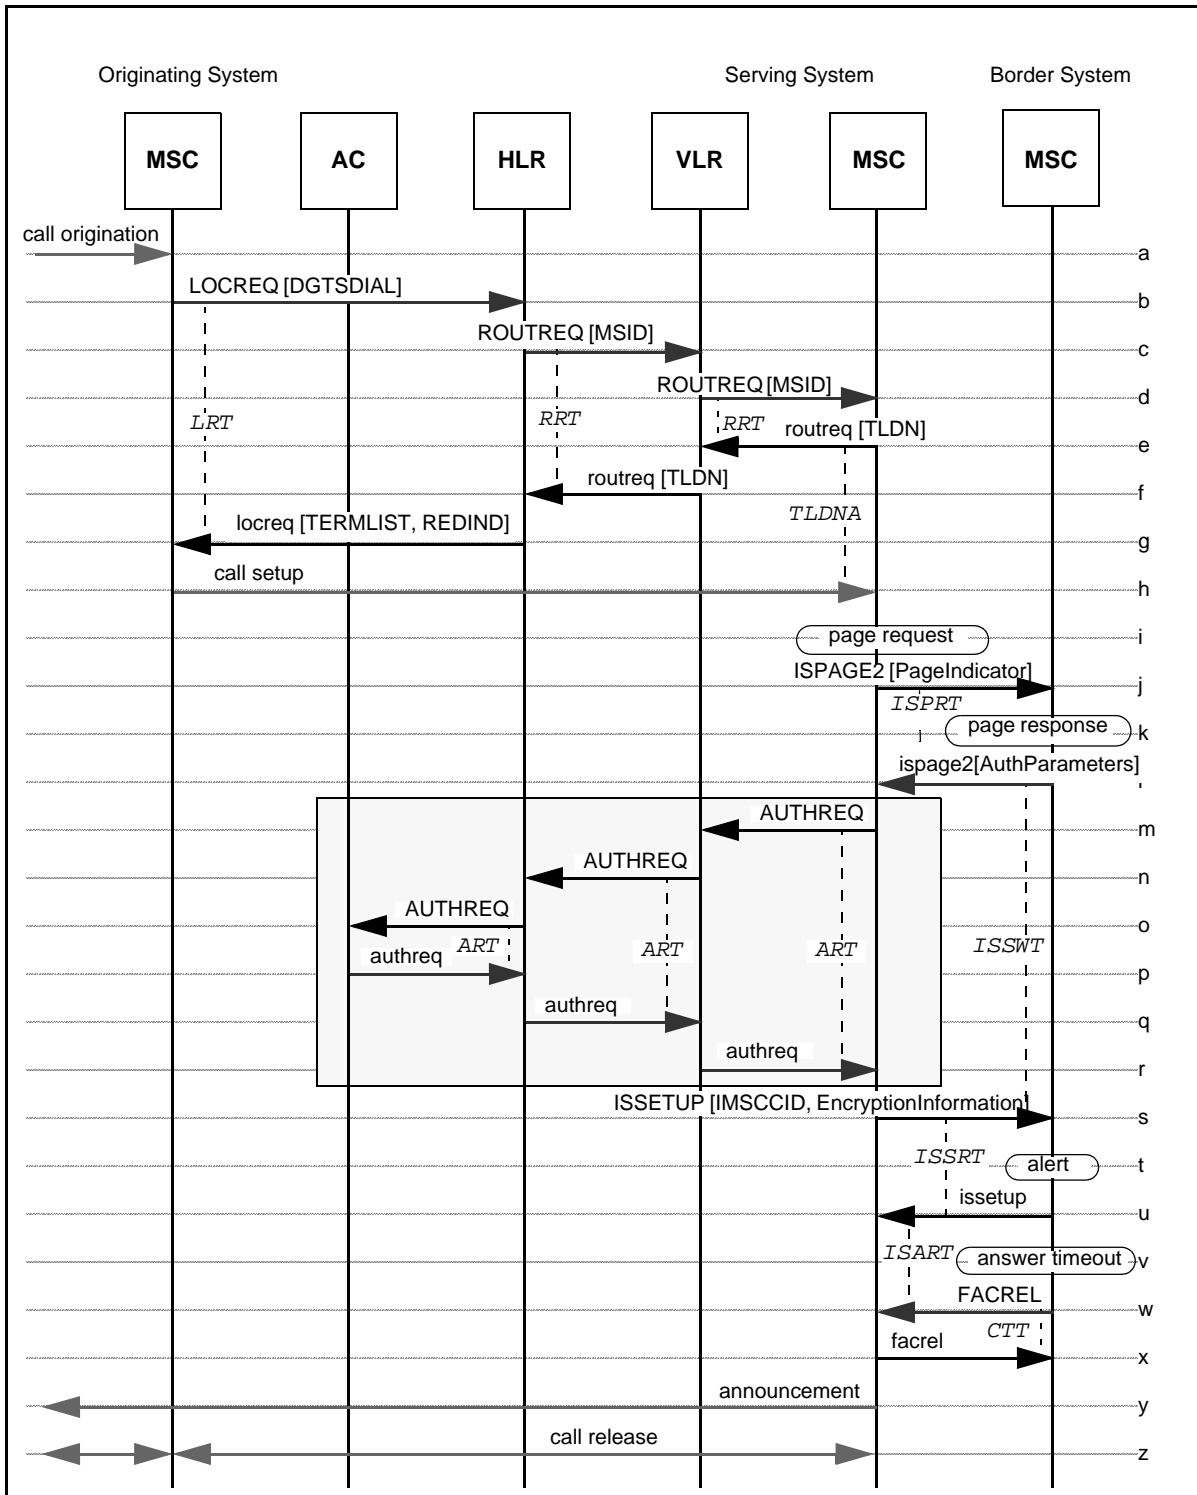 Originating System Serving System Border System
MSC AC HLR VLR MSC MSC
call origination
a
LOCREQ [DGTSDIAL]
b
ROUTREQ [MSID]
c
ROUTREQ [MSID]
d
LRT RRT RRT
routreq [TLDN]
e
routreq [TLDN]
f
TLDNA
locreq [TERMLIST, REDIND]
g
call setup
h
page request
i
ISPAGE2 [PageIndicator]
j
ISPRT
page response
k
ispage2[AuthParameters]
AUTHREQ
m
AUTHREQ
n
AUTHREQ
o
ART ART ART ISSWT
authreq
p
authreq
q
authreq
r
ISSETUP [IMSCCID, EncryptionInformation]
s
ISSRT
alert
t
issetup
u
ISART
answer timeout
v
FACREL
w
CTT
facrel
x
announcement
y
call release
z